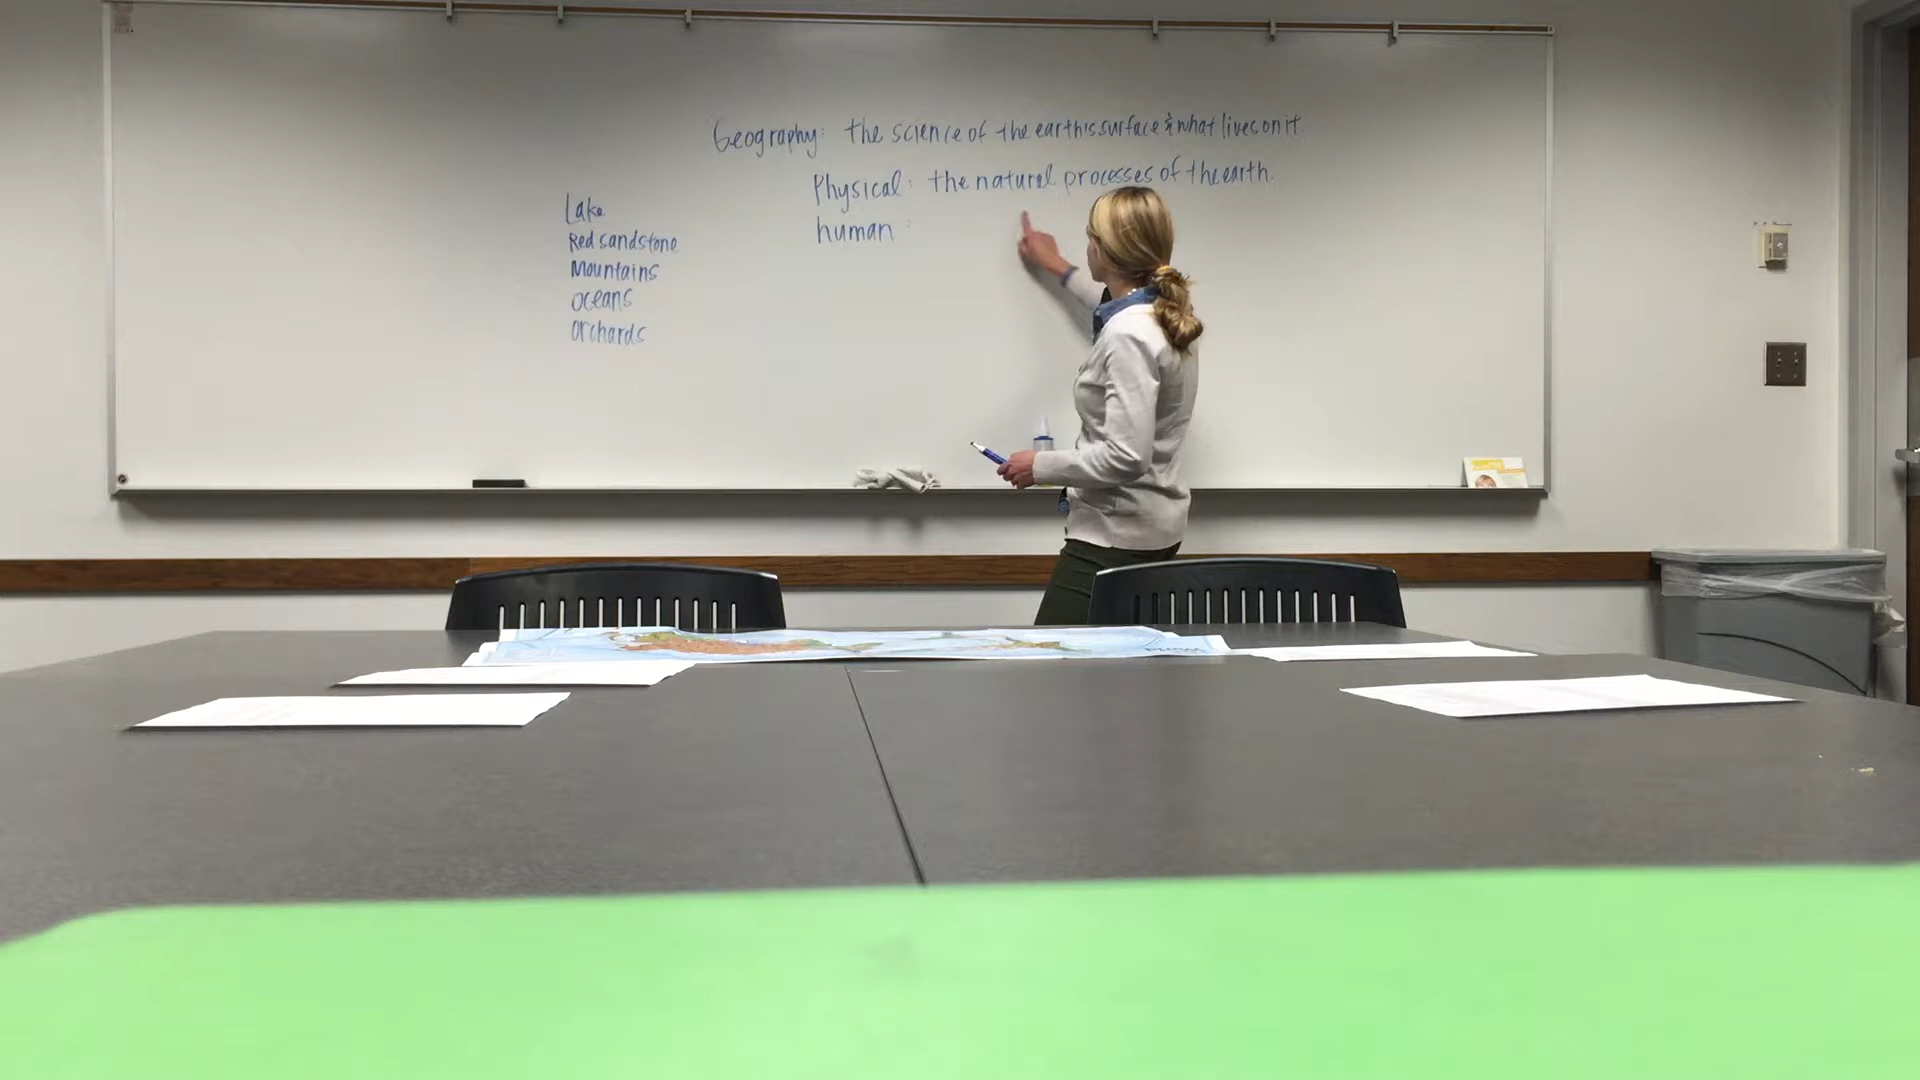 Geography: the science of the earth's surface & what lives on it
Physical: the natural processes of the earth.
human:
Lake
Red sandstone
Mountains
Oceans
Orchards